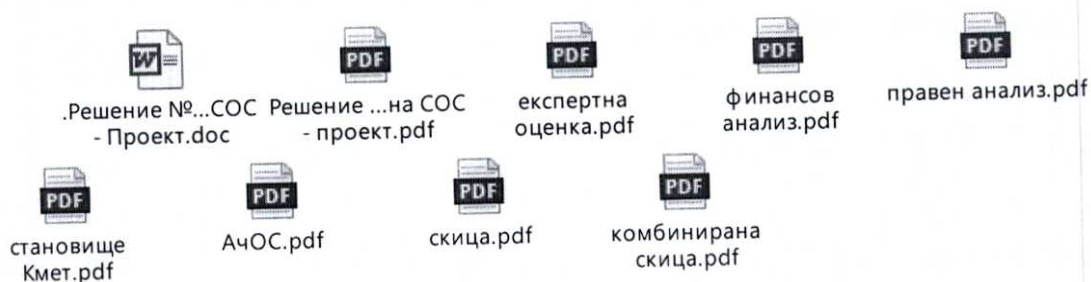 W
PDF
PDF
PDF
PDF
.Решение №...СОС
- Проект.doc
Решение ...на СОС
- проект.pdf
експертна
оценка.pdf
финансов
анализ.pdf
правен анализ.pdf
PDF
PDF
PDF
PDF
становище
Кмет.pdf
АчОС.pdf
скица.pdf
комбинирана
скица.pdf